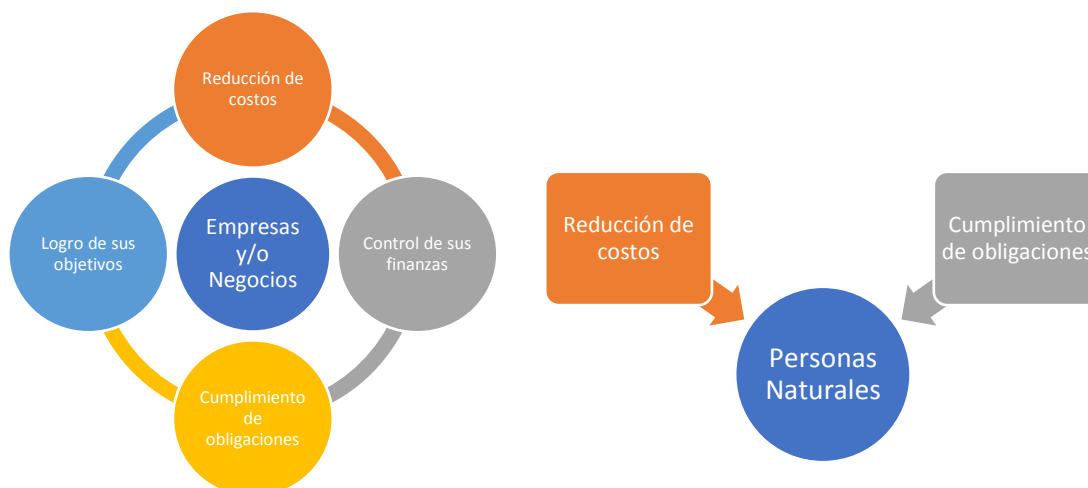 Reducción de
costos
Logro de sus
objetivos
Empresas
y/o
Negocios
Control de sus
finanzas
Cumplimiento
de
obligaciones
Reducción de
costos
Cumplimiento
de obligaciones
Personas
Naturales